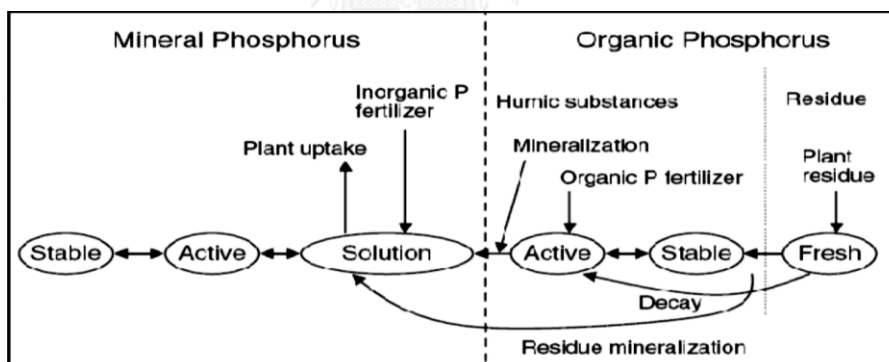 Mineral Phosphorus
Organic Phosphorus
Inorganic P
fertilizer
Plant uptake
Humic substances
Mineralization
Organic P fertilizer
Residue
Plant
residue
Stable
Active
Solution
Active
Stable
Fresh
Decay
Residue mineralization